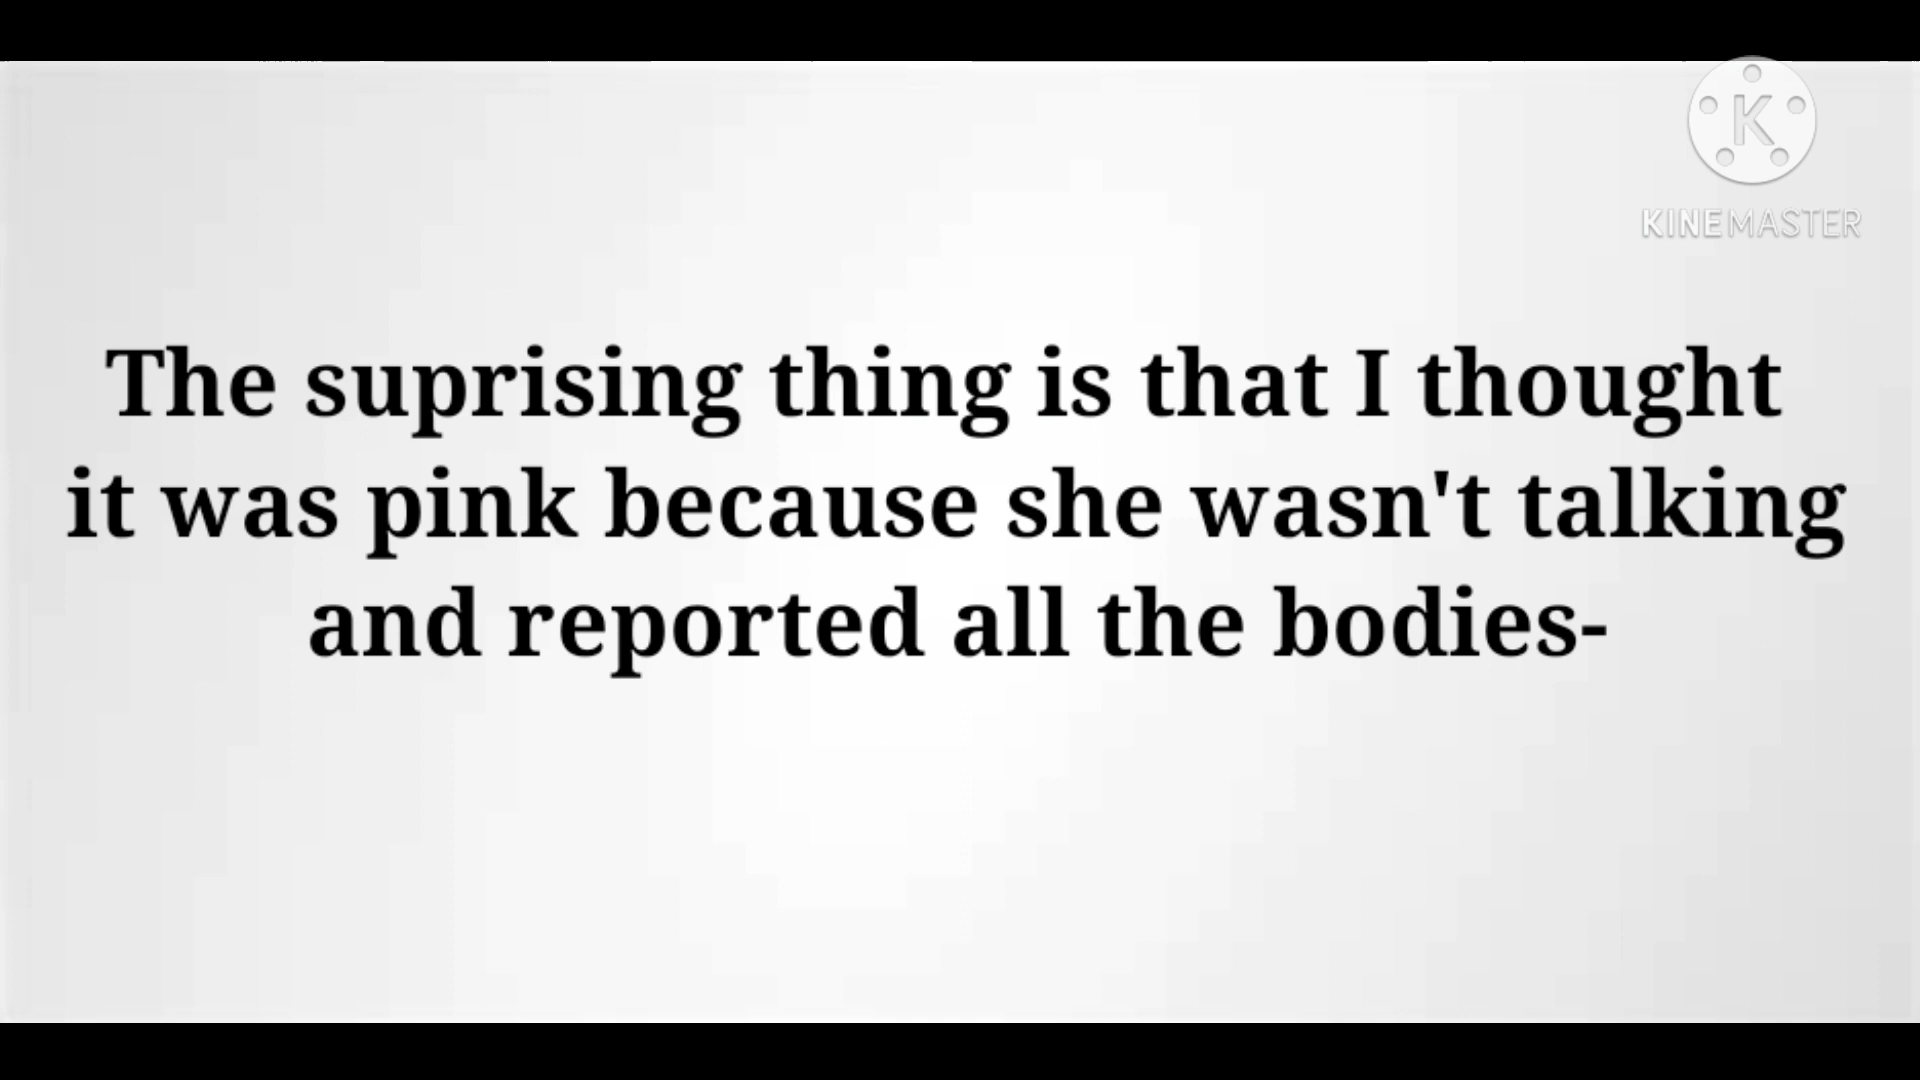 K
KINEMASTER
The suprising thing is that I thought
it was pink because she wasn't talking
and reported all the bodies-